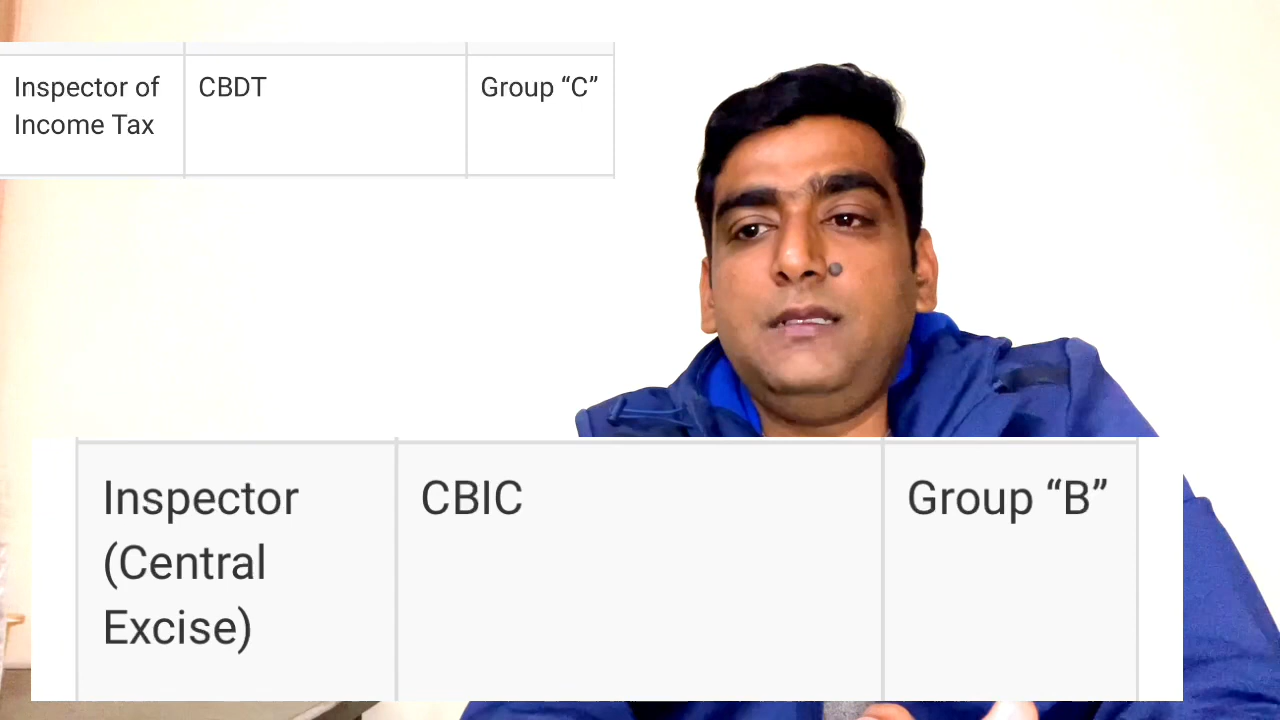 Inspector of CBDT Group “C”
Income Tax
Inspector CBIC Group “B”
(Central
Excise)